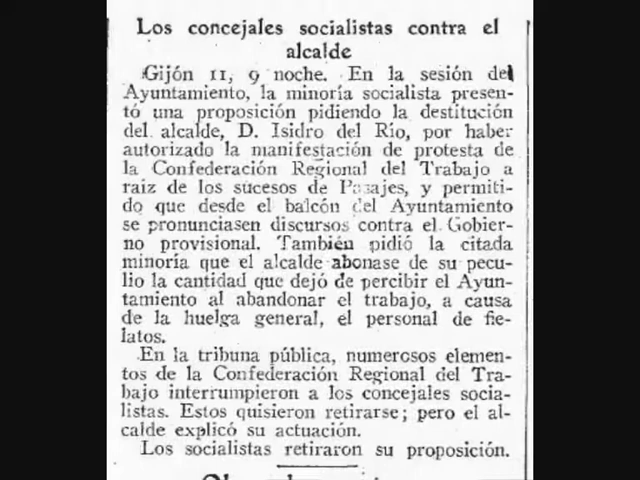 Los concejales socialistas contra el
alcalde
Gijón 11, 9 noche. En la sesión del
Ayuntamiento, la minoría socialista presen-
tó una proposición pidiendo la destitución
del alcalde, D. Isidro del Río, por haber
autorizado la manifestación de protesta de
la Confederación Regional del Trabajo a
raiz de los sucesos de Pasajes, y permiti-
do que desde el balcón del Ayuntamiento
se pronunciasen discursos contra el Gobier-
no provisional. También pidió la citada
minoría que el alcalde abonase de su pecu-
lio la cantidad que dejó de percibir el Ayun-
tamiento al abandonar el trabajo, a causa
de la huelga general, el personal de fie-
latos.
En la tribuna pública, numerosos elemen-
tos de la Confederación Regional del Tra-
bajo interrumpieron a los concejales socia-
listas. Estos quisieron retirarse; pero el al-
calde explicó su actuación.
Los socialistas retiraron su proposición.